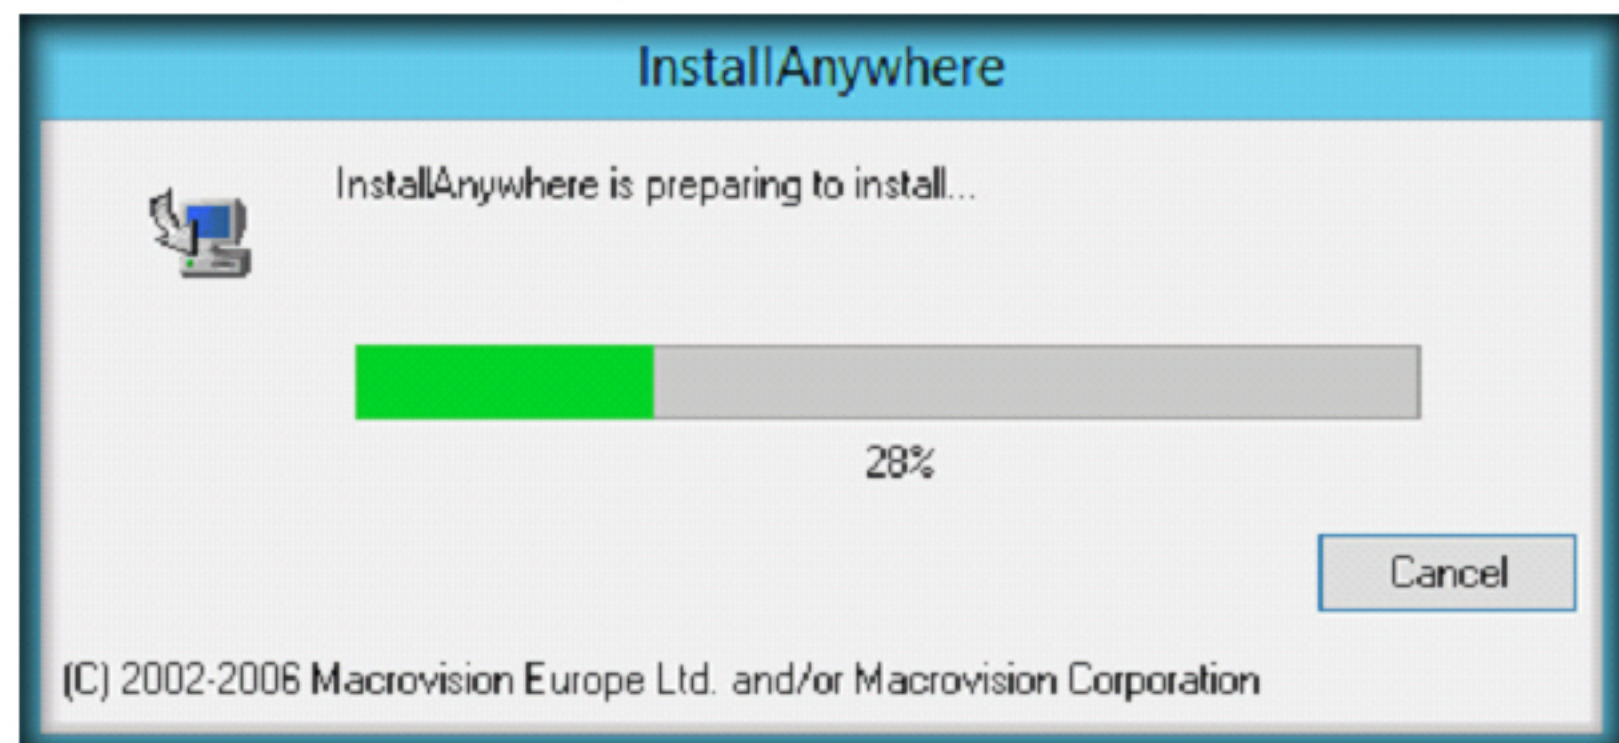 InstallAnywhere
InstallAnywhere is preparing to install...
28%
Cancel
(C) 2002-2006 Macrovision Europe Ltd. and/or Macrovision Corporation